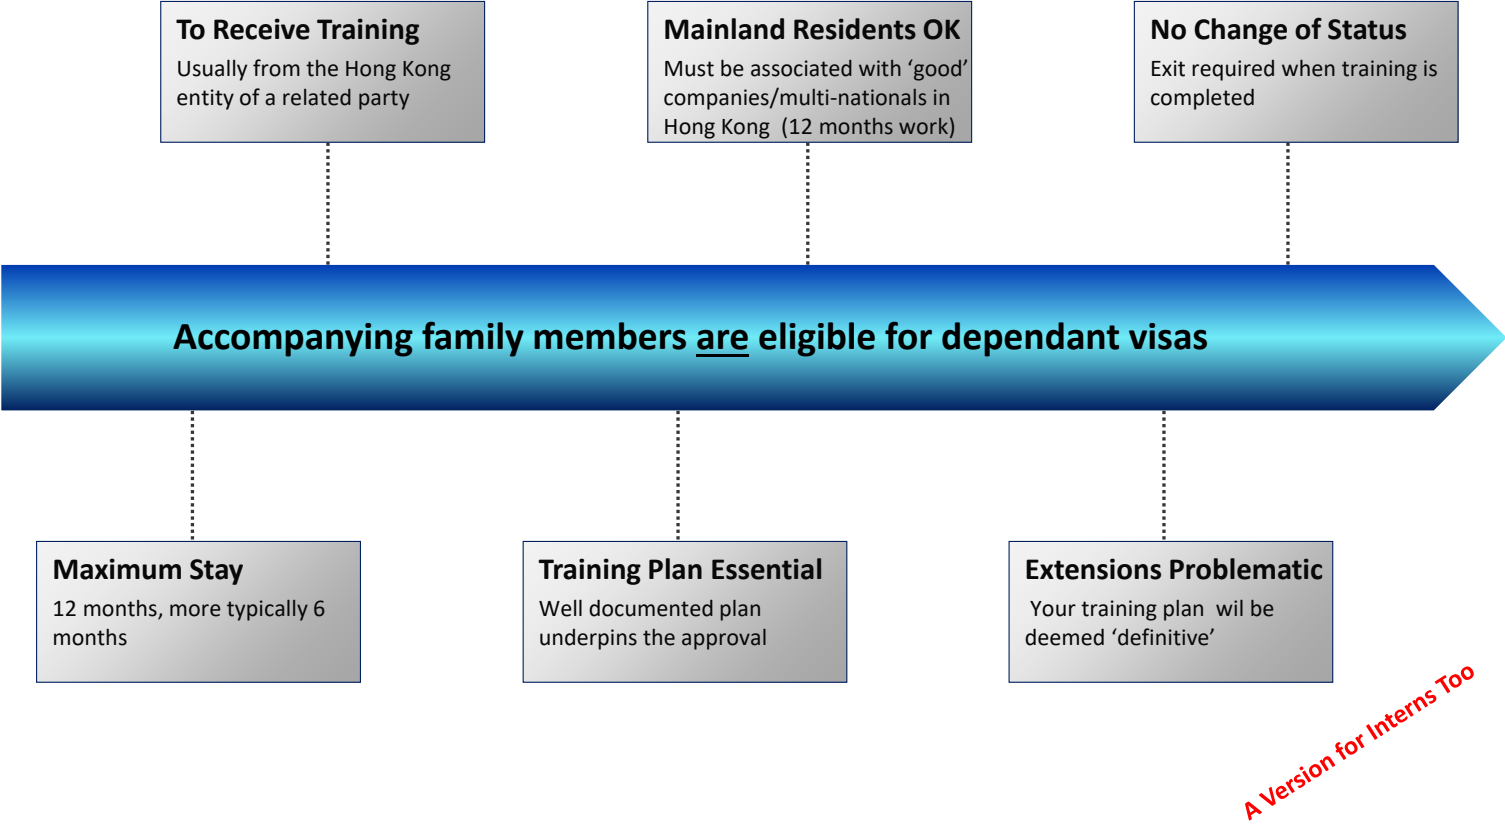 To Receive Training
Usually from the Hong Kong
entity of a related party
Mainland Residents OK
Must be associated with ‘good’
companies/multi-nationals in
Hong Kong  (12 months work)
No Change of Status
Exit required when training is
completed
Accompanying family members are eligible for dependant visas
Maximum Stay
12 months, more typically 6
months
Training Plan Essential
Well documented plan
underpins the approval
Extensions Problematic
Your training plan  wil be
deemed ‘definitive’
A Version for Interns Too